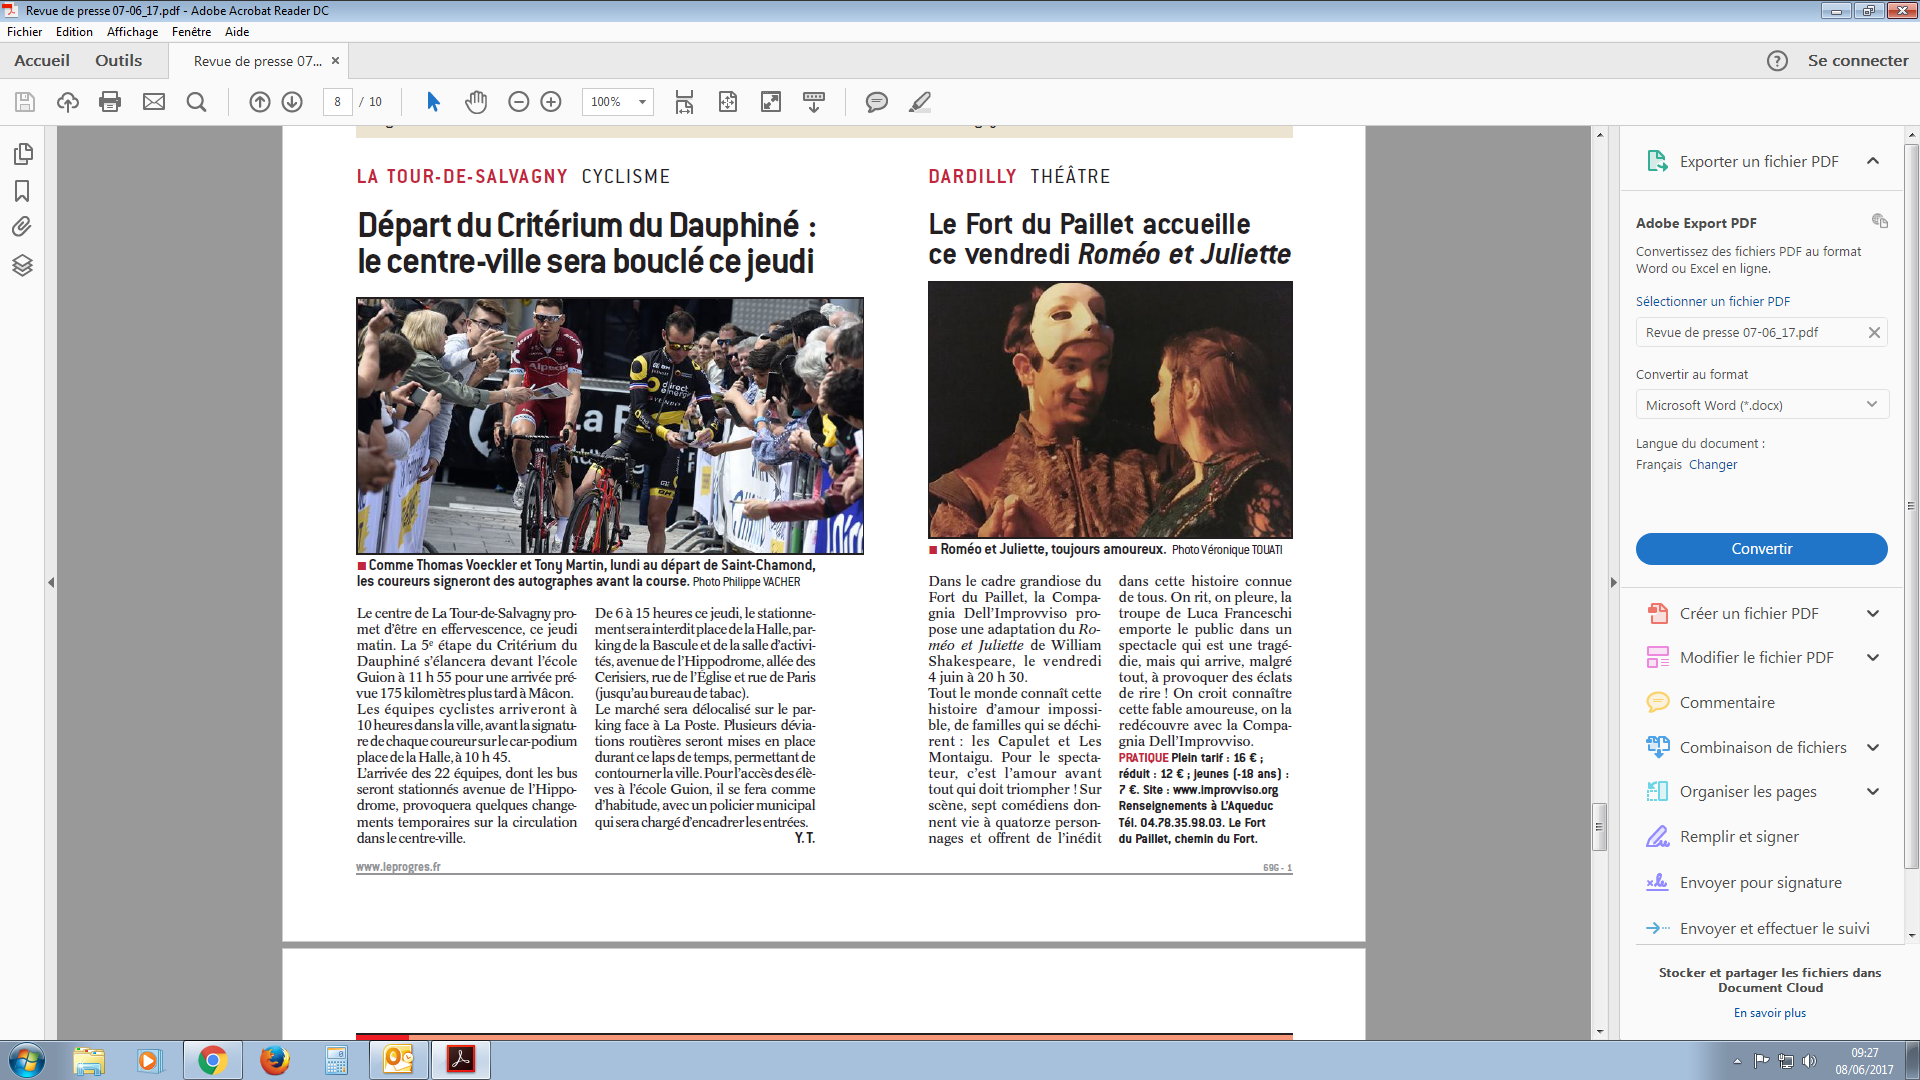 Revue de presse 07-06_17.pdf - Adobe Acrobat Reader DC
Fichier Edition Affichage Fenêtre Aide
Accueil Outils Revue de presse 07... ×
? Se connecter
8 / 10 100%
LA TOUR-DE-SALVAGNY CYCLISME
Départ du Critérium du Dauphiné :
le centre-ville sera bouclé ce jeudi
Alpecin
direct
energie
La
■ Comme Thomas Voeckler et Tony Martin, lundi au départ de Saint-Chamond,
les coureurs signeront des autographes avant la course. Photo Philippe VACHER
Le centre de La Tour-de-Salvagny pro-
met d’être en effervescence, ce jeudi
matin. La 5e étape du Critérium du
Dauphiné s’élancera devant l’école
Guion à 11 h 55 pour une arrivée pré-
vue 175 kilomètres plus tard à Mâcon.
Les équipes cyclistes arriveront à
10 heures dans la ville, avant la signatu-
re de chaque coureur sur le car-podium
place de la Halle, à 10 h 45.
L’arrivée des 22 équipes, dont les bus
seront stationnés avenue de l’Hippo-
drome, provoquera quelques change-
ments temporaires sur la circulation
dans le centre-ville.
De 6 à 15 heures ce jeudi, le stationne-
ment sera interdit place de la Halle, par-
king de la Bascule et de la salle d’activi-
tés, avenue de l’Hippodrome, allée des
Cerisiers, rue de l’Église et rue de Paris
(jusqu’au bureau de tabac).
Le marché sera délocalisé sur le par-
king face à La Poste. Plusieurs dévia-
tions routières seront mises en place
durant ce laps de temps, permettant de
contourner la ville. Pour l’accès des élè-
ves à l’école Guion, il se fera comme
d’habitude, avec un policier municipal
qui sera chargé d’encadrer les entrées.
Y. T.
DARDILLY THÉÂTRE
Le Fort du Paillet accueille
ce vendredi Roméo et Juliette
■ Roméo et Juliette, toujours amoureux. Photo Véronique TOUATI
Dans le cadre grandiose du
Fort du Paillet, la Compa-
gnia Dell’Improvviso pro-
pose une adaptation du Ro-
méo et Juliette de William
Shakespeare, le vendredi
4 juin à 20 h 30.
Tout le monde connaît cette
histoire d’amour impossi-
ble, de familles qui se déchi-
rent : les Capulet et Les
Montaigu. Pour le specta-
teur, c’est l’amour avant
tout qui doit triompher ! Sur
scène, sept comédiens don-
nent vie à quatorze person-
nages et offrent de l’inédit
dans cette histoire connue
de tous. On rit, on pleure, la
troupe de Luca Franceschi
emporte le public dans un
spectacle qui est une tragé-
die, mais qui arrive, malgré
tout, à provoquer des éclats
de rire ! On croit connaître
cette fable amoureuse, on la
redécouvre avec la Compa-
gnia Dell’Improvviso.
PRATIQUE Plein tarif : 16 € ;
réduit : 12 € ; jeunes (-18 ans) :
7 €. Site : www.improvviso.org
Renseignements à L’Aqueduc
Tél. 04.78.35.98.03. Le Fort
du Paillet, chemin du Fort.
www.leprogres.fr
69G - 1
Exporter un fichier PDF
Adobe Export PDF
Convertissez des fichiers PDF au format
Word ou Excel en ligne.
Sélectionner un fichier PDF
Revue de presse 07-06_17.pdf
Convertir au format
Microsoft Word (*.docx)
Langue du document :
Français Changer
Convertir
Créer un fichier PDF
Modifier le fichier PDF
Commentaire
Combinaison de fichiers
Organiser les pages
Remplir et signer
Envoyer pour signature
Envoyer et effectuer le suivi
Stocker et partager les fichiers dans
Document Cloud
En savoir plus
09:27
08/06/2017